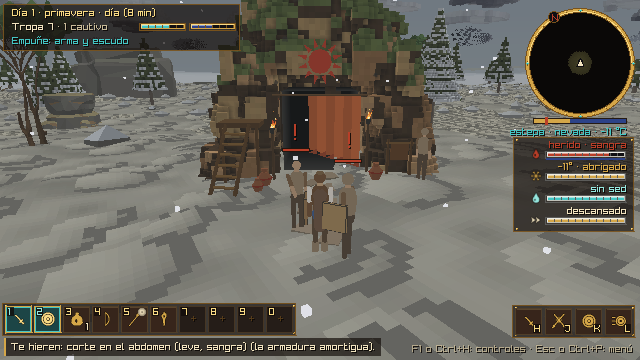 Día 1 · primavera · día (8 min)
Tropa 7 · 1 cautivo
Empuñe: arma y escudo
N
estepa · nevada · -11 °C
herido · sangra
-11° · abrigado
sin sed
descansado
1 2 3 4 5 6 7 8 9 0
1
H J K L
Te hieren: corte en el abdomen (leve, sangra) (la armadura amortigua).
F1 o Ctrl+H: controles · Esc o Ctrl+P: menú